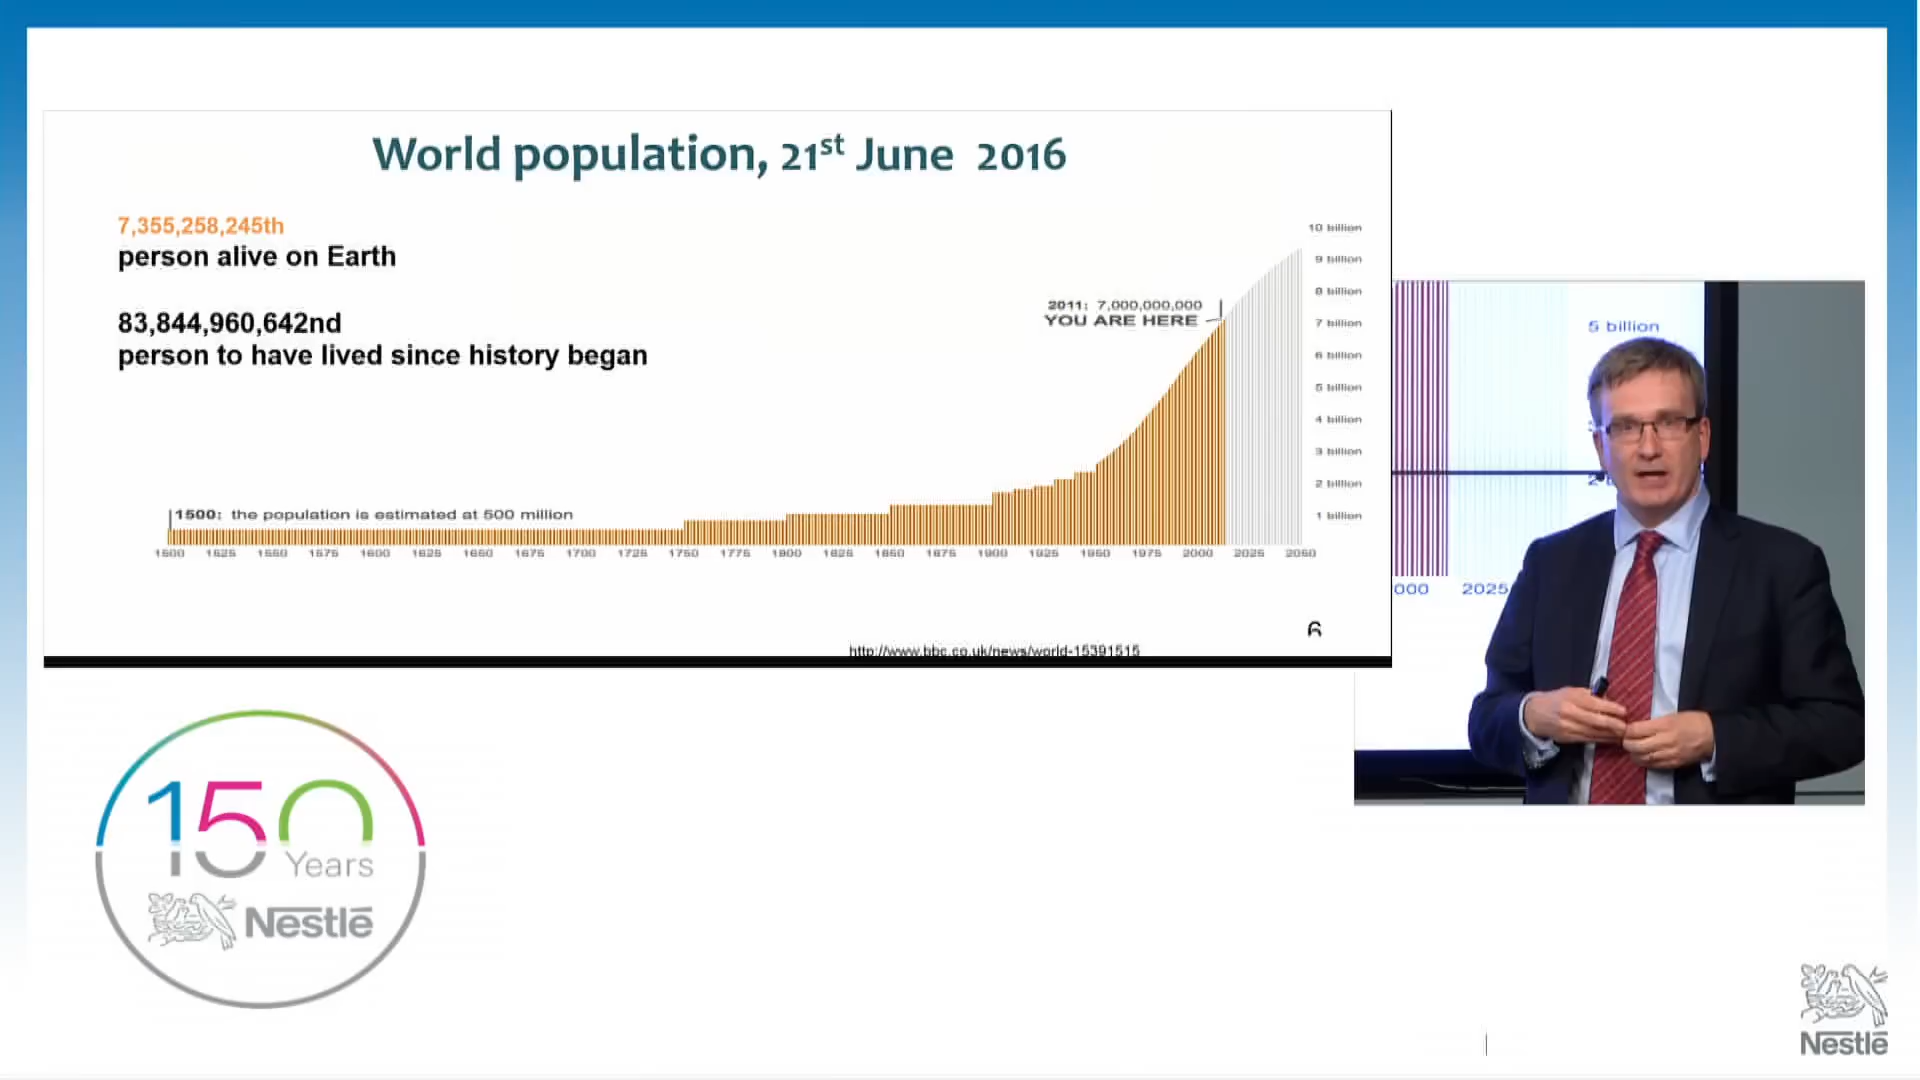 World population, 21st June 2016
7,355,258,245th
person alive on Earth
83,844,960,642nd
person to have lived since history began
10 billion
9 billion
8 billion
7 billion
6 billion
5 billion
4 billion
3 billion
2 billion
1 billion
2011: 7,000,000,000
YOU ARE HERE
1500: the population is estimated at 500 million
1500 1525 1550 1575 1600 1625 1650 1675 1700 1725 1750 1775 1800 1825 1850 1875 1900 1925 1950 1975 2000 2025 2050
6
http://www.bbc.co.uk/news/world-15391515
5 billion
000 2025
150
Years
Nestlé
Nestlé